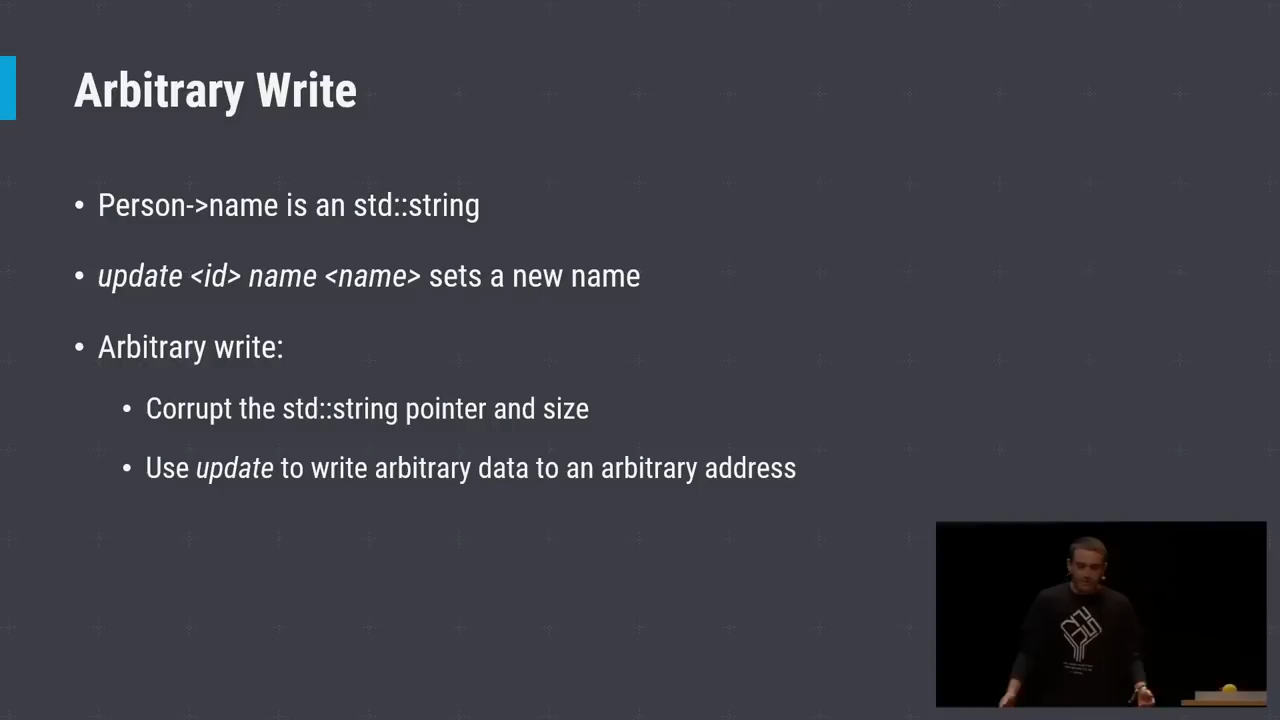 Arbitrary Write
• Person->name is an std::string
• update <id> name <name> sets a new name
• Arbitrary write:
• Corrupt the std::string pointer and size
• Use update to write arbitrary data to an arbitrary address